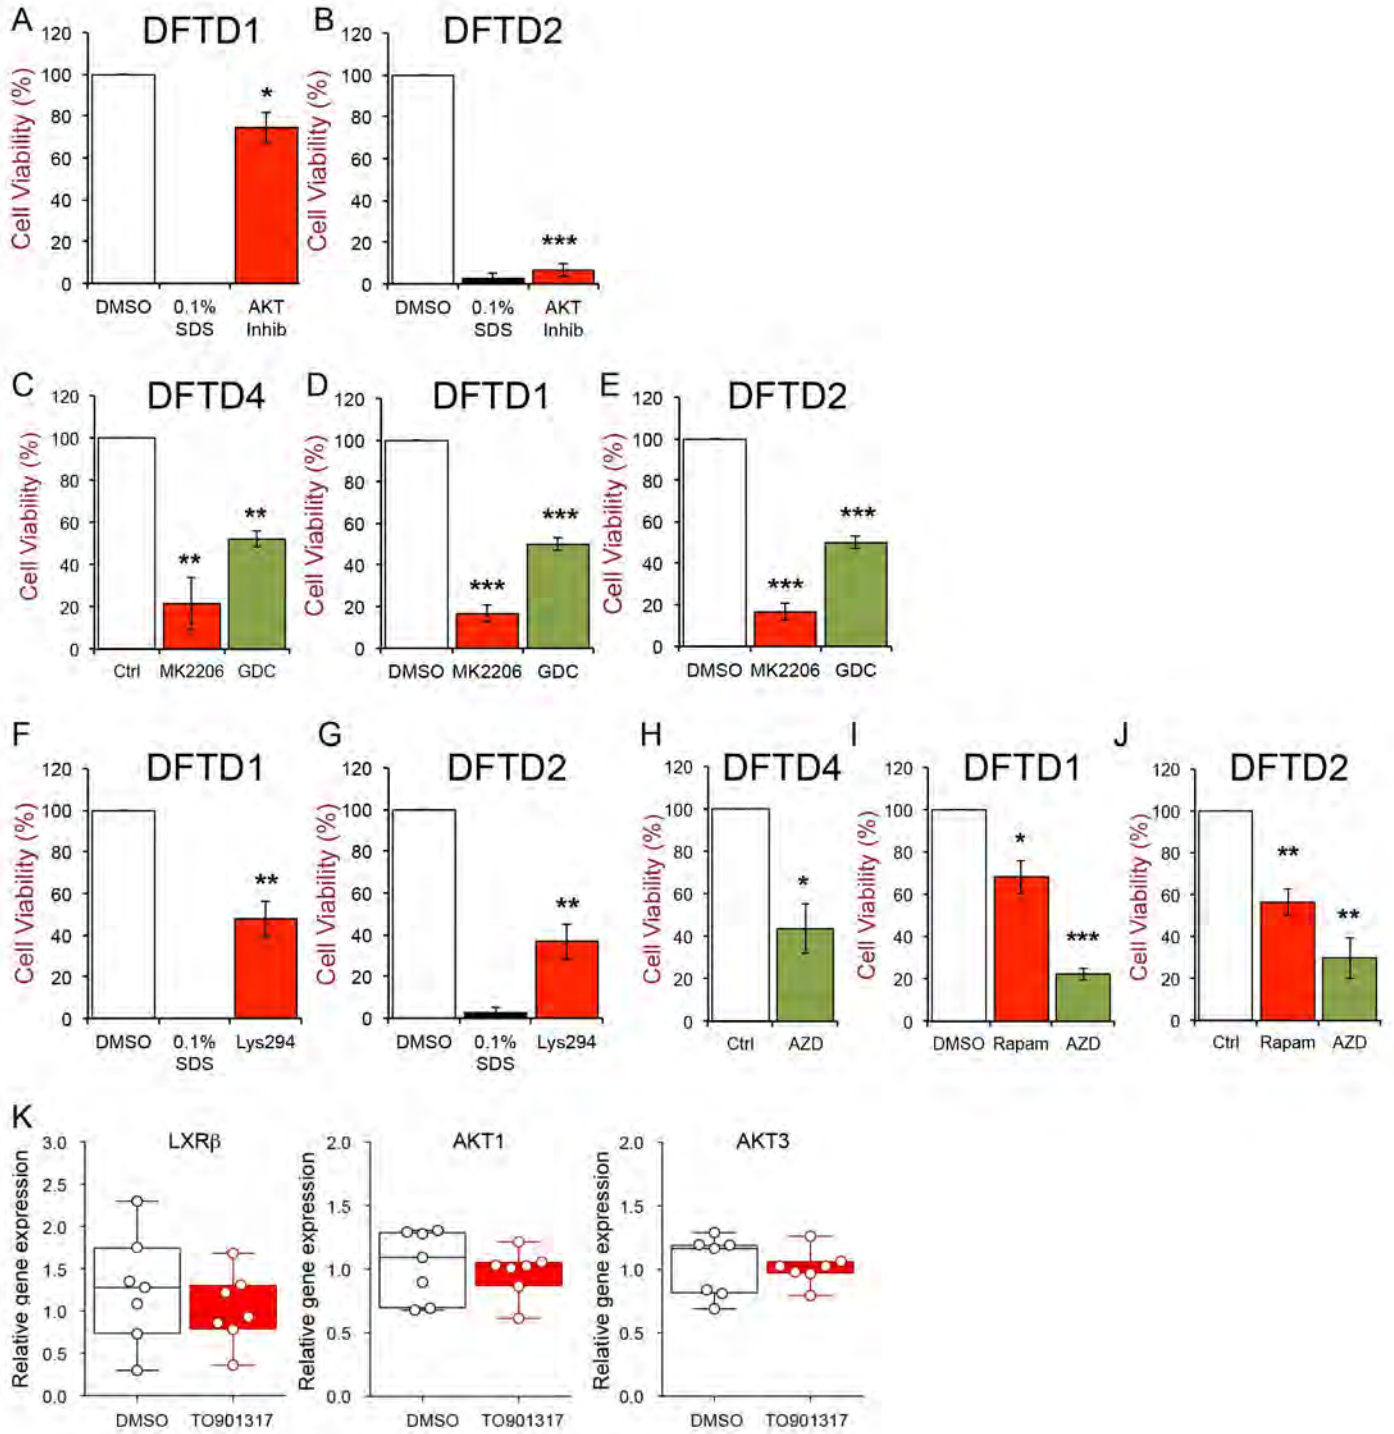 A
DFTD1
Cell Viability (%)
120
100
80
60
40
20
0
*
DMSO
0.1%
SDS
AKT
Inhib
B
DFTD2
Cell Viability (%)
120
100
80
60
40
20
0
***
DMSO
0.1%
SDS
AKT
Inhib
C
DFTD4
Cell Viability (%)
120
100
80
60
40
20
0
**
**
Ctrl
MK2206
GDC
D
DFTD1
Cell Viability (%)
120
100
80
60
40
20
0
***
***
DMSO
MK2206
GDC
E
DFTD2
Cell Viability (%)
120
100
80
60
40
20
0
***
***
DMSO
MK2206
GDC
F
DFTD1
Cell Viability (%)
120
100
80
60
40
20
0
**
DMSO
0.1%
SDS
Lys294
G
DFTD2
Cell Viability (%)
120
100
80
60
40
20
0
**
DMSO
0.1%
SDS
Lys294
H
DFTD4
Cell Viability (%)
120
100
80
60
40
20
0
*
Ctrl
AZD
I
DFTD1
Cell Viability (%)
120
100
80
60
40
20
0
*
***
DMSO
Rapam
AZD
J
DFTD2
Cell Viability (%)
120
100
80
60
40
20
0
**
**
Ctrl
Rapam
AZD
K
LXRβ
Relative gene expression
3.0
2.5
2.0
1.5
1.0
0.5
0.0
DMSO
TO901317
AKT1
Relative gene expression
2.0
1.5
1.0
0.5
0.0
DMSO
TO901317
AKT3
Relative gene expression
2.0
1.5
1.0
0.5
0.0
DMSO
TO901317